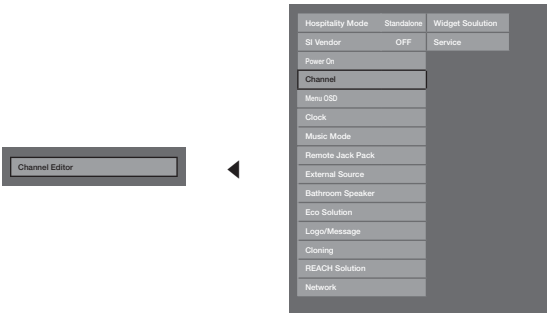 Hospitality Mode Standalone Widget Soulution
SI Vendor OFF Service
Power On
Channel
Menu OSD
Clock
Music Mode
Remote Jack Pack
External Source
Bathroom Speaker
Eco Solution
Logo/Message
Cloning
REACH Solution
Network
Channel Editor